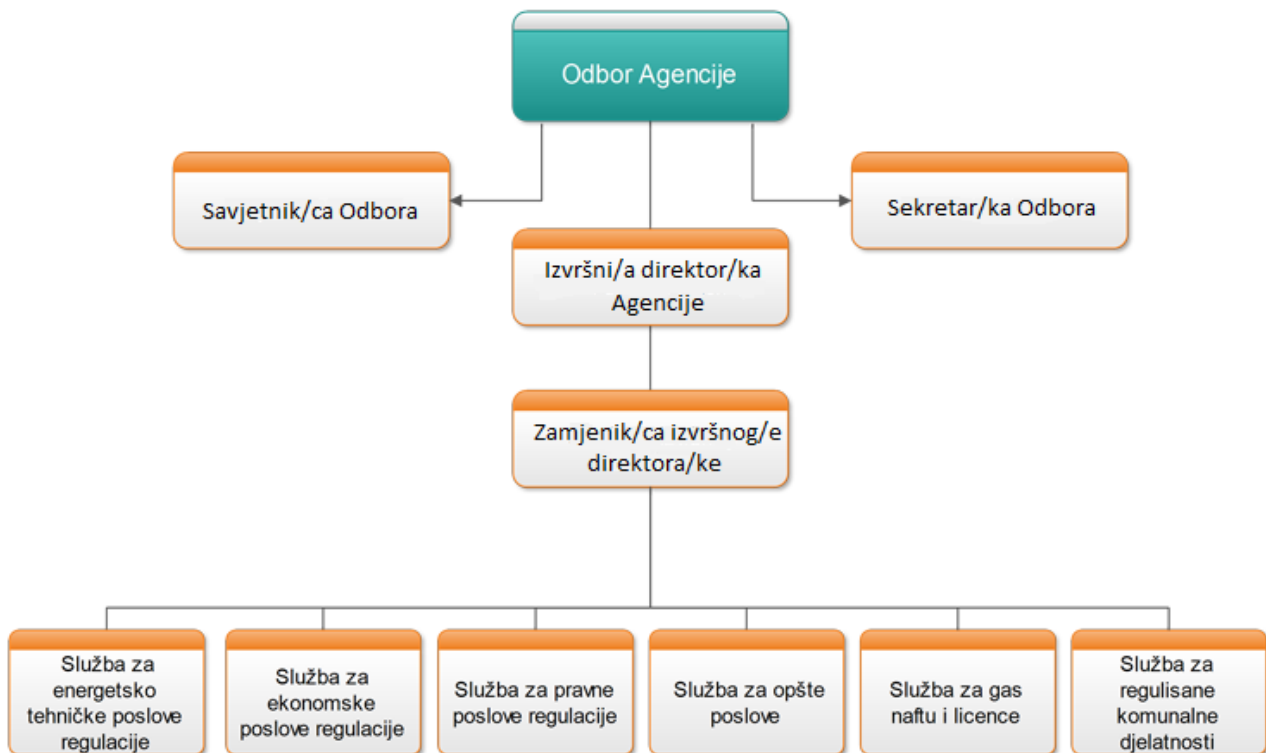 Odbor Agencije
Savjetnik/ca Odbora
Sekretar/ka Odbora
Izvršni/a direktor/ka
Agencije
Zamjenik/ca izvršnog/e
direktora/ke
Služba za
energetsko
tehničke poslove
regulacije
Služba za
ekonomske
poslove regulacije
Služba za pravne
poslove regulacije
Služba za opšte
poslove
Služba za gas
naftu i licence
Služba za
regulisane
komunalne
djelatnosti